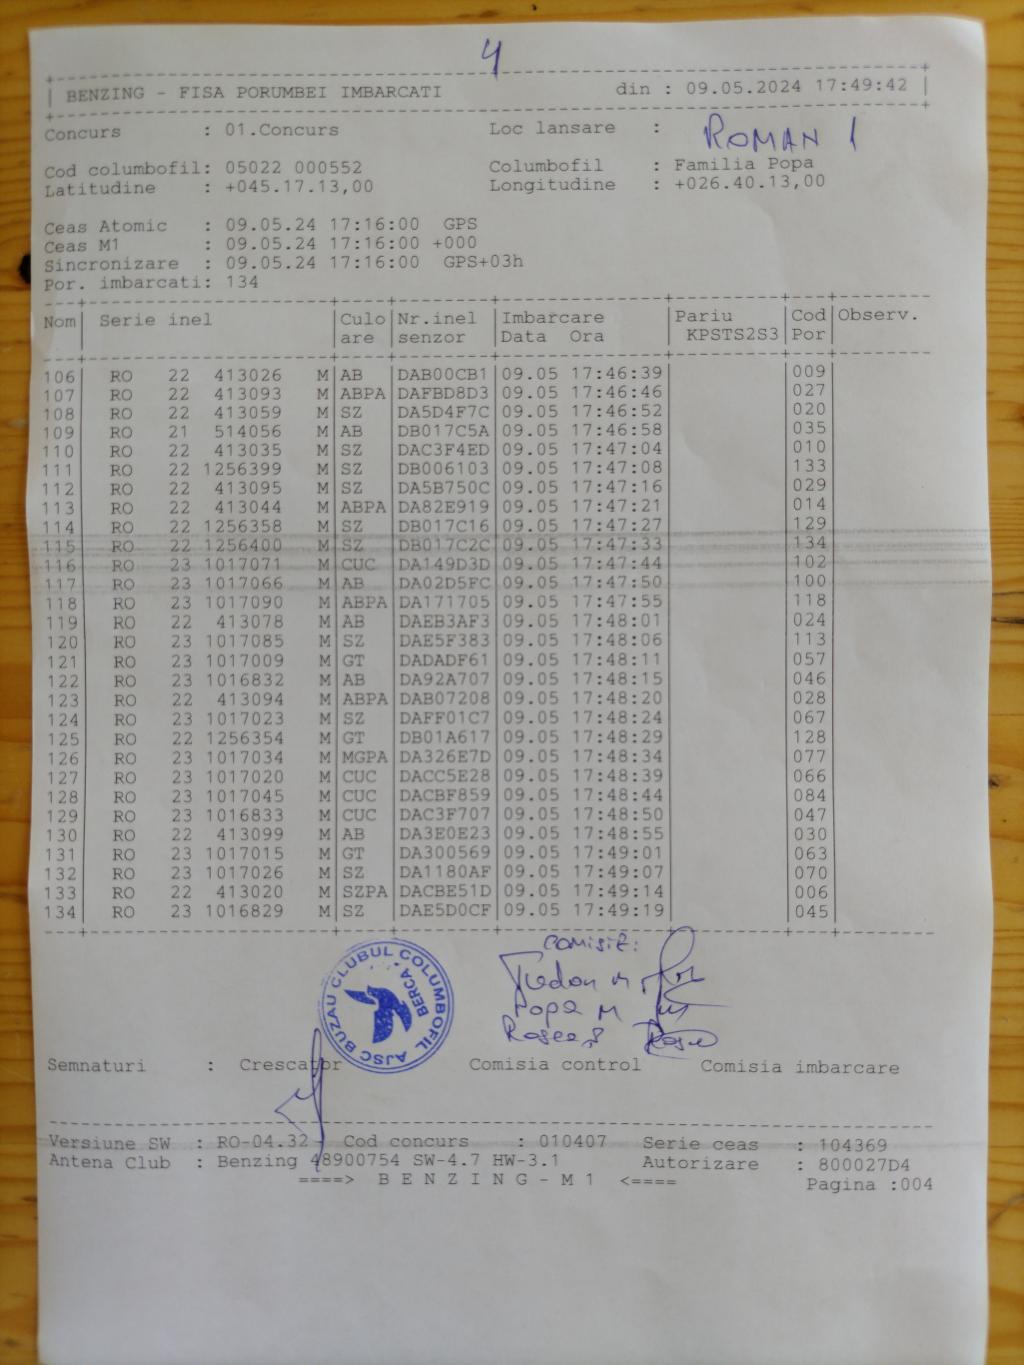 4
BENZING - FISA PORUMBEI IMBARCATI din : 09.05.2024 17:49:42
Concurs : 01.Concurs Loc lansare : ROMAN 1
Cod columbofil: 05022 000552 Columbofil : Familia Popa
Latitudine : +045.17.13,00 Longitudine : +026.40.13,00
Ceas Atomic : 09.05.24 17:16:00 GPS
Ceas M1 : 09.05.24 17:16:00 +000
Sincronizare : 09.05.24 17:16:00 GPS+03h
Por. imbarcati: 134
Nom Serie inel Culo Nr.inel Imbarcare Pariu Cod Observ.
are senzor Data Ora KPSTS2S3 Por
106 RO 22 413026 M AB DAB00CB1 09.05 17:46:39 009
107 RO 22 413093 M ABPA DAFBD8D3 09.05 17:46:46 027
108 RO 22 413059 M SZ DA5D4F7C 09.05 17:46:52 020
109 RO 21 514056 M AB DB017C5A 09.05 17:46:58 035
110 RO 22 413035 M SZ DAC3F4ED 09.05 17:47:04 010
111 RO 22 1256399 M SZ DB006103 09.05 17:47:08 133
112 RO 22 413095 M SZ DA5B750C 09.05 17:47:16 029
113 RO 22 413044 M ABPA DA82E919 09.05 17:47:21 014
114 RO 22 1256358 M SZ DB017C16 09.05 17:47:27 129
115 RO 22 1256400 M SZ DB017C2C 09.05 17:47:33 134
116 RO 23 1017071 M CUC DA149D3D 09.05 17:47:44 102
117 RO 23 1017066 M AB DA02D5FC 09.05 17:47:50 100
118 RO 23 1017090 M ABPA DA171705 09.05 17:47:55 118
119 RO 22 413078 M AB DAEB3AF3 09.05 17:48:01 024
120 RO 23 1017085 M SZ DAE5F383 09.05 17:48:06 113
121 RO 23 1017009 M GT DADADF61 09.05 17:48:11 057
122 RO 23 1016832 M AB DA92A707 09.05 17:48:15 046
123 RO 22 413094 M ABPA DAB07208 09.05 17:48:20 028
124 RO 23 1017023 M SZ DAFF01C7 09.05 17:48:24 067
125 RO 22 1256354 M GT DB01A617 09.05 17:48:29 128
126 RO 23 1017034 M MGPA DA326E7D 09.05 17:48:34 077
127 RO 23 1017020 M CUC DACC5E28 09.05 17:48:39 066
128 RO 23 1017045 M CUC DACBF859 09.05 17:48:44 084
129 RO 23 1016833 M CUC DAC3F707 09.05 17:48:50 047
130 RO 22 413099 M AB DA3E0E23 09.05 17:48:55 030
131 RO 23 1017015 M GT DA300569 09.05 17:49:01 063
132 RO 23 1017026 M SZ DA1180AF 09.05 17:49:07 070
133 RO 22 413020 M SZPA DACBE51D 09.05 17:49:14 006
134 RO 23 1016829 M SZ DAE5D0CF 09.05 17:49:19 045
COMISIE:
Popa M
AJSC BUZAU CLUBUL COLUMBOFIL
BERCA
Semnaturi : Crescator Comisia control Comisia imbarcare
Versiune SW : RO-04.32 Cod concurs : 010407 Serie ceas : 104369
Antena Club : Benzing 48900754 SW-4.7 HW-3.1 Autorizare : 800027D4
====> B E N Z I N G - M 1 <==== Pagina :004